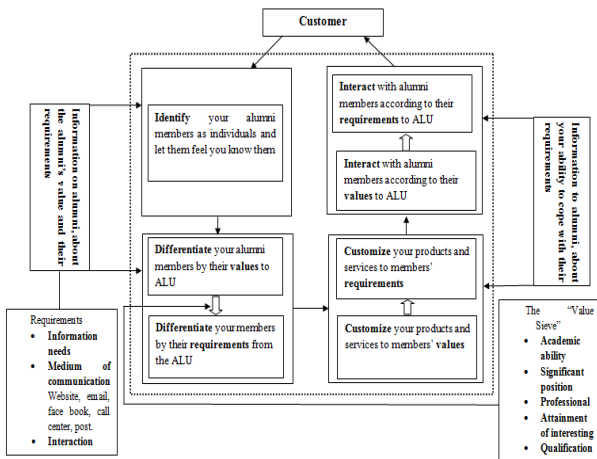 Customer
Identify your alumni
members as individuals and
let them feel you know them
Interact with alumni
members according to their
requirements to ALU
Interact with alumni
members according to their
values to ALU
Information on alumni, about
the alumni's value and their
requirements
Information to alumni, about
your ability to cope with their
requirements
Differentiate your alumni
members by their values to
ALU
Differentiate your members
by their requirements from
the ALU
Customize your products and
services to members'
requirements
Customize your products and
services to members' values
Requirements
• Information
needs
• Medium of
communication
Website, email,
face book, call
center, post.
• Interaction
The "Value
Sieve"
• Academic
ability
• Significant
position
• Professional
• Attainment
of interesting
• Qualification